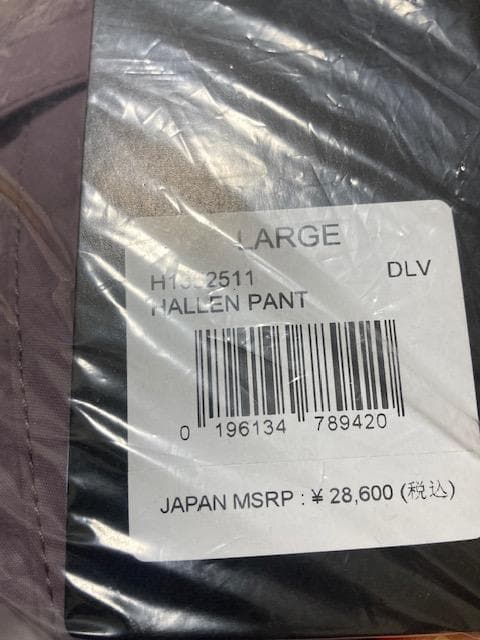 LARGE
DLV
HALLEN PANT
0 196134 789420
JAPAN MSRP : ¥ 28,600 (税込)